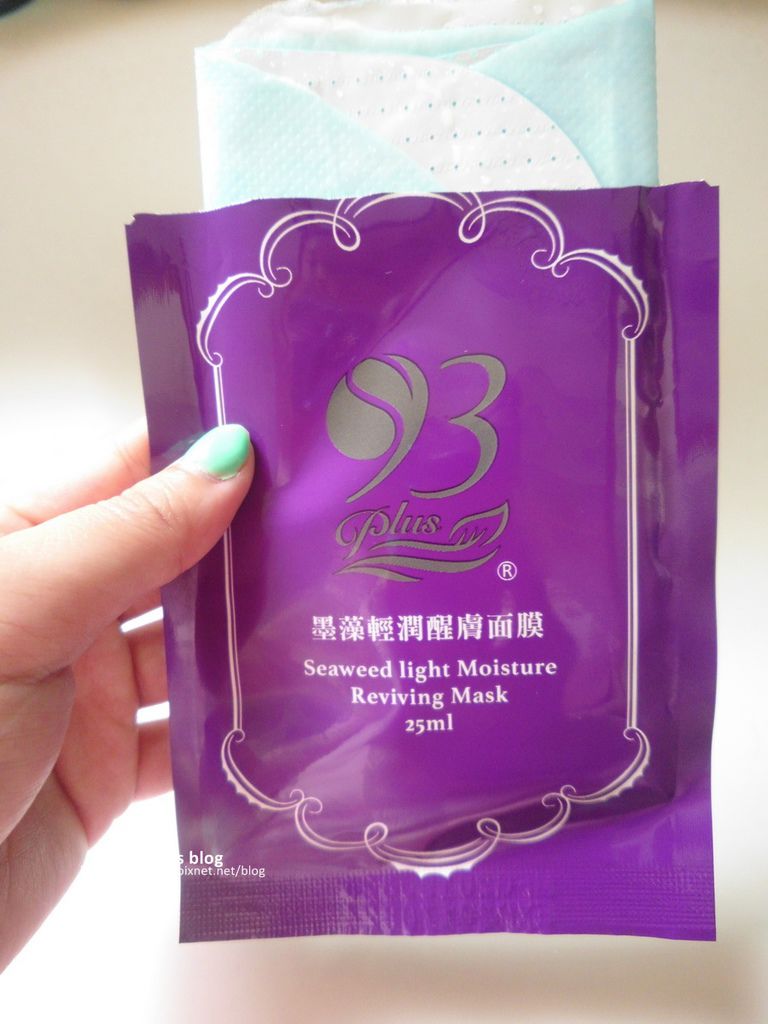 93
Plus
®
墨藻輕潤醒膚面膜
Seaweed light Moisture
Reviving Mask
25ml
s blog
pixnet.net/blog